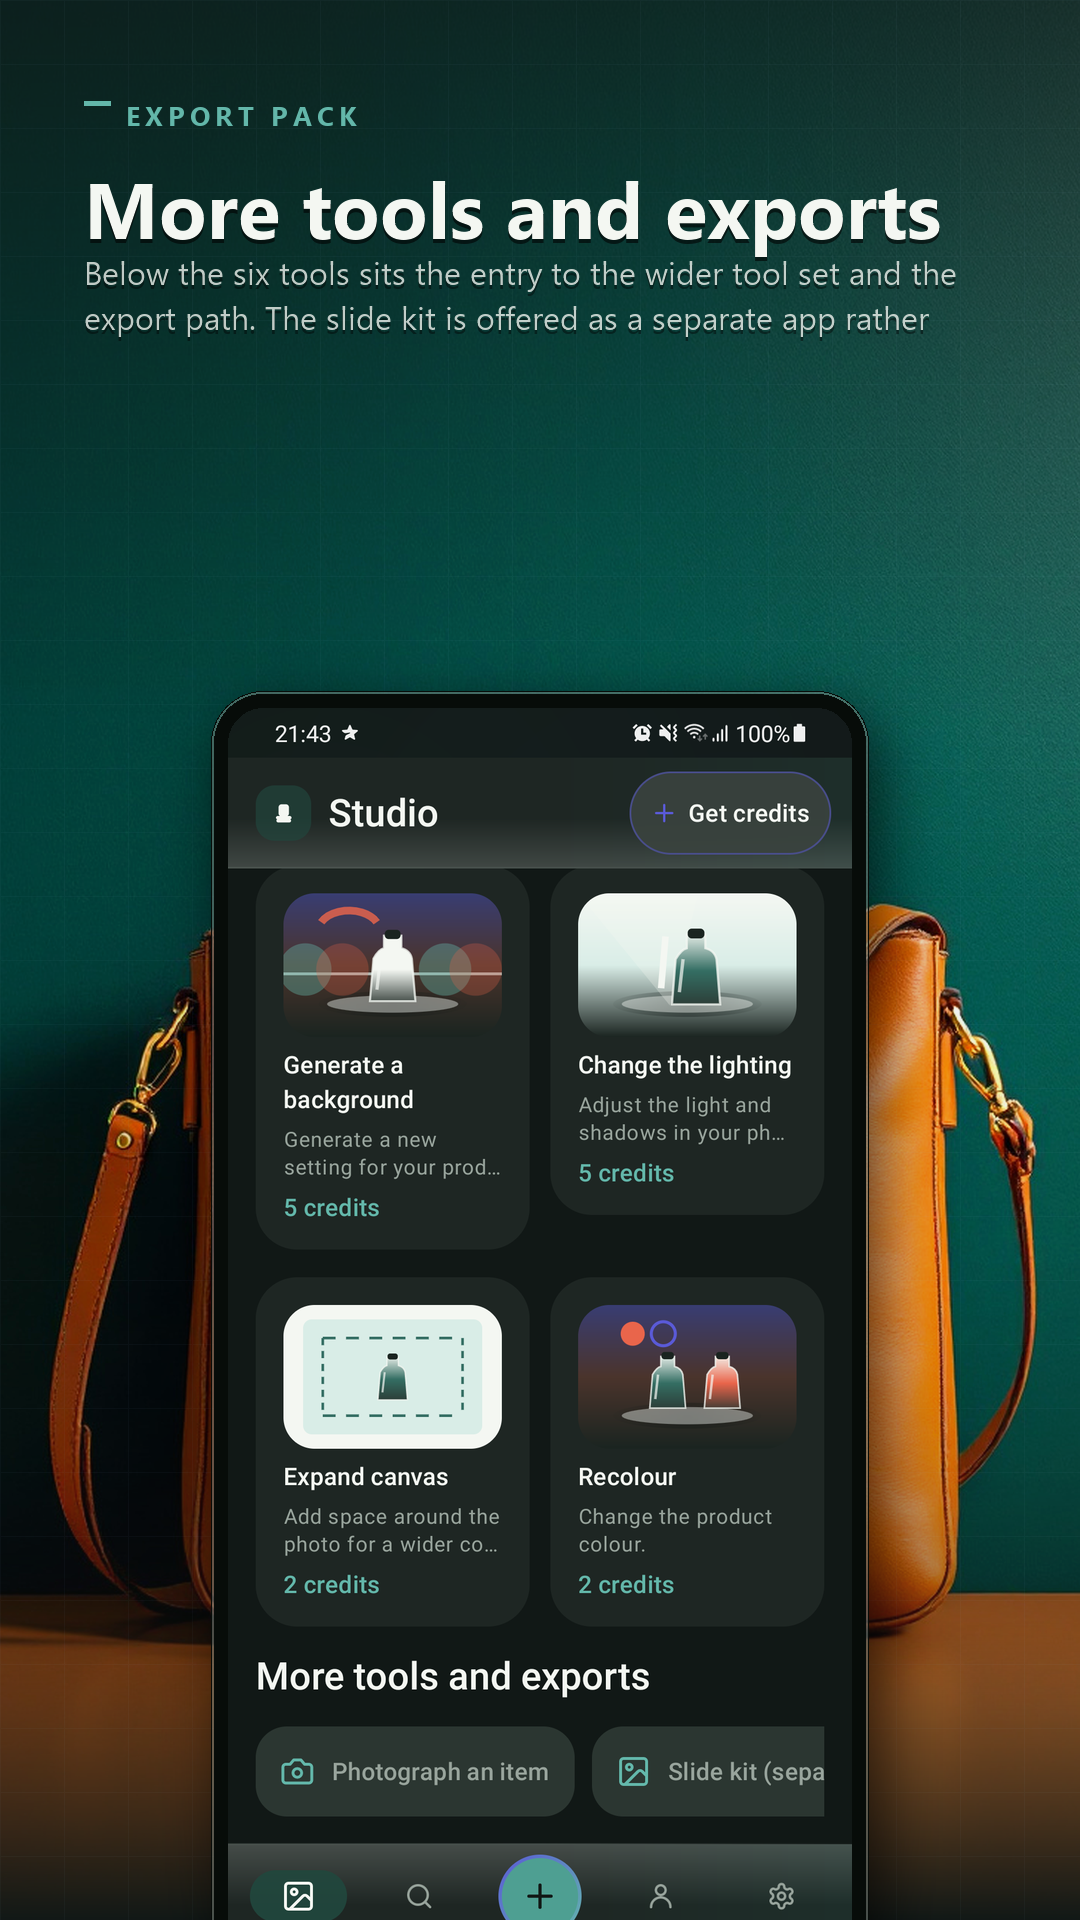 EXPORT PACK
More tools and exports
Below the six tools sits the entry to the wider tool set and the
export path. The slide kit is offered as a separate app rather
21:43
100%
Studio
Get credits
Generate a
background
Generate a new
setting for your prod…
5 credits
Change the lighting
Adjust the light and
shadows in your ph…
5 credits
Expand canvas
Add space around the
photo for a wider co…
2 credits
Recolour
Change the product
colour.
2 credits
More tools and exports
Photograph an item
Slide kit (sepa